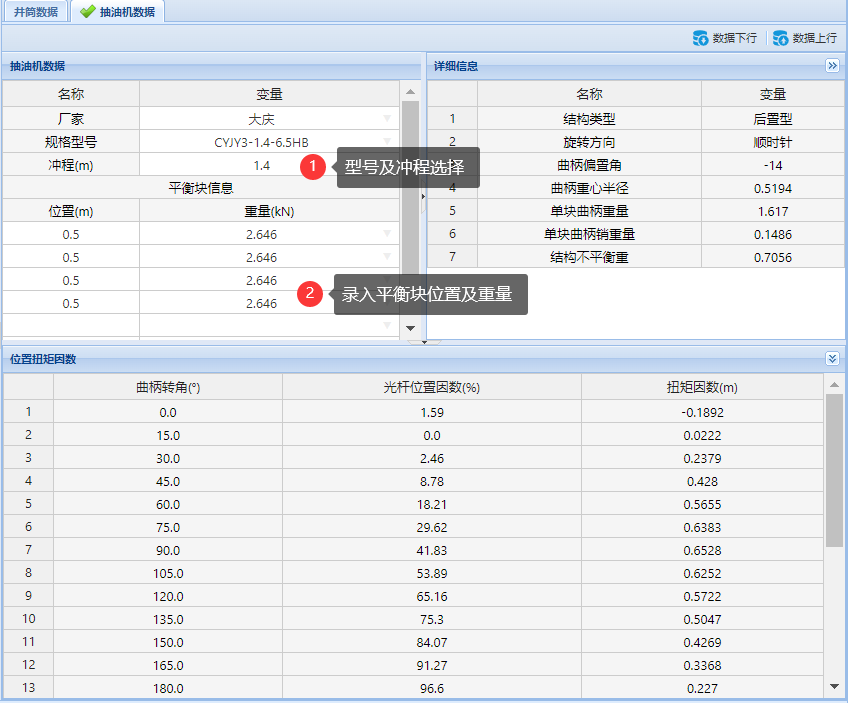 井筒数据 抽油机数据
数据下行 数据上行
抽油机数据
名称 变量
厂家 大庆
规格型号 CYJY3-1.4-6.5HB
冲程(m) 1.4
1 型号及冲程选择
平衡块信息
位置(m) 重量(kN)
0.5 2.646
0.5 2.646
0.5 2.646
0.5 2.646
2 录入平衡块位置及重量
详细信息
名称 变量
1 结构类型 后置型
2 旋转方向 顺时针
曲柄偏置角 -14
4 曲柄重心半径 0.5194
5 单块曲柄重量 1.617
6 单块曲柄销重量 0.1486
7 结构不平衡重 0.7056
位置扭矩因数
曲柄转角(°) 光杆位置因数(%) 扭矩因数(m)
1 0.0 1.59 -0.1892
2 15.0 0.0 0.0222
3 30.0 2.46 0.2379
4 45.0 8.78 0.428
5 60.0 18.21 0.5655
6 75.0 29.62 0.6383
7 90.0 41.83 0.6528
8 105.0 53.89 0.6252
9 120.0 65.16 0.5722
10 135.0 75.3 0.5047
11 150.0 84.07 0.4269
12 165.0 91.27 0.3368
13 180.0 96.6 0.227